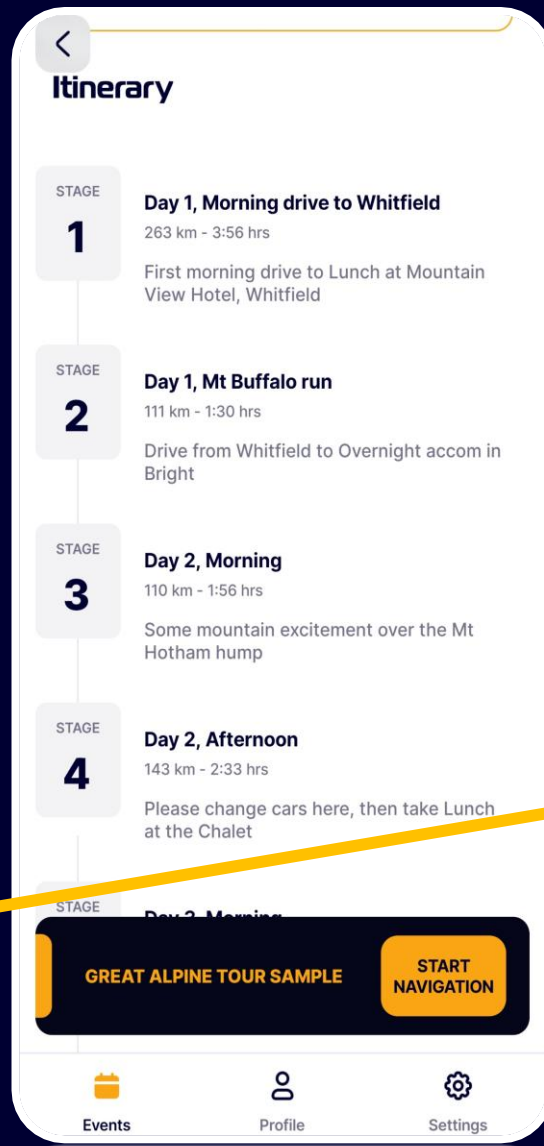 Itinerary
STAGE
1
Day 1, Morning drive to Whitfield
263 km - 3:56 hrs
First morning drive to Lunch at Mountain
View Hotel, Whitfield
STAGE
2
Day 1, Mt Buffalo run
111 km - 1:30 hrs
Drive from Whitfield to Overnight accom in
Bright
STAGE
3
Day 2, Morning
110 km - 1:56 hrs
Some mountain excitement over the Mt
Hotham hump
STAGE
4
Day 2, Afternoon
143 km - 2:33 hrs
Please change cars here, then take Lunch
at the Chalet
STAGE
Day 3, Morning
GREAT ALPINE TOUR SAMPLE
START
NAVIGATION
Events
Profile
Settings